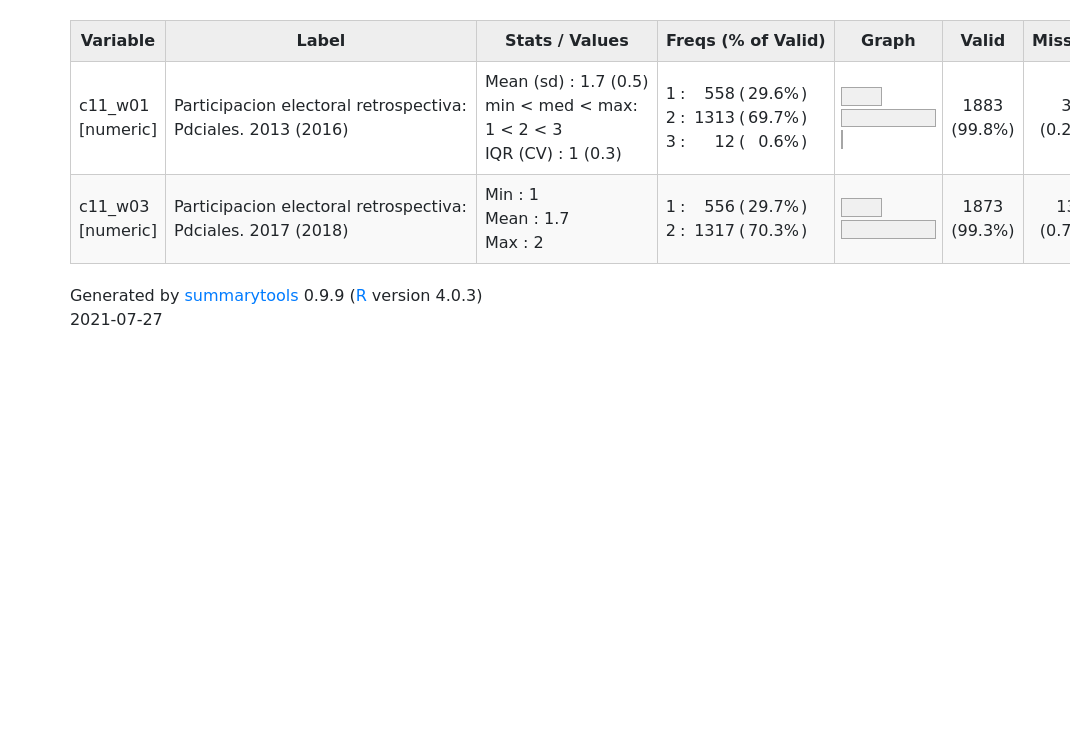 Variable Label Stats / Values Freqs (% of Valid) Graph Valid
c11_w01
[numeric]
Participacion electoral retrospectiva:
Pdciales. 2013 (2016)
Mean (sd) : 1.7 (0.5)
min < med < max:
1 < 2 < 3
IQR (CV) : 1 (0.3)
1 : 558 ( 29.6% )
2 : 1313 ( 69.7% )
3 : 12 ( 0.6% )
1883
(99.8%)
3
(0.2
c11_w03
[numeric]
Participacion electoral retrospectiva:
Pdciales. 2017 (2018)
Min : 1
Mean : 1.7
Max : 2
1 : 556 ( 29.7% )
2 : 1317 ( 70.3% )
1873
(99.3%)
(0.7
Generated by summarytools 0.9.9 (R version 4.0.3)
2021-07-27